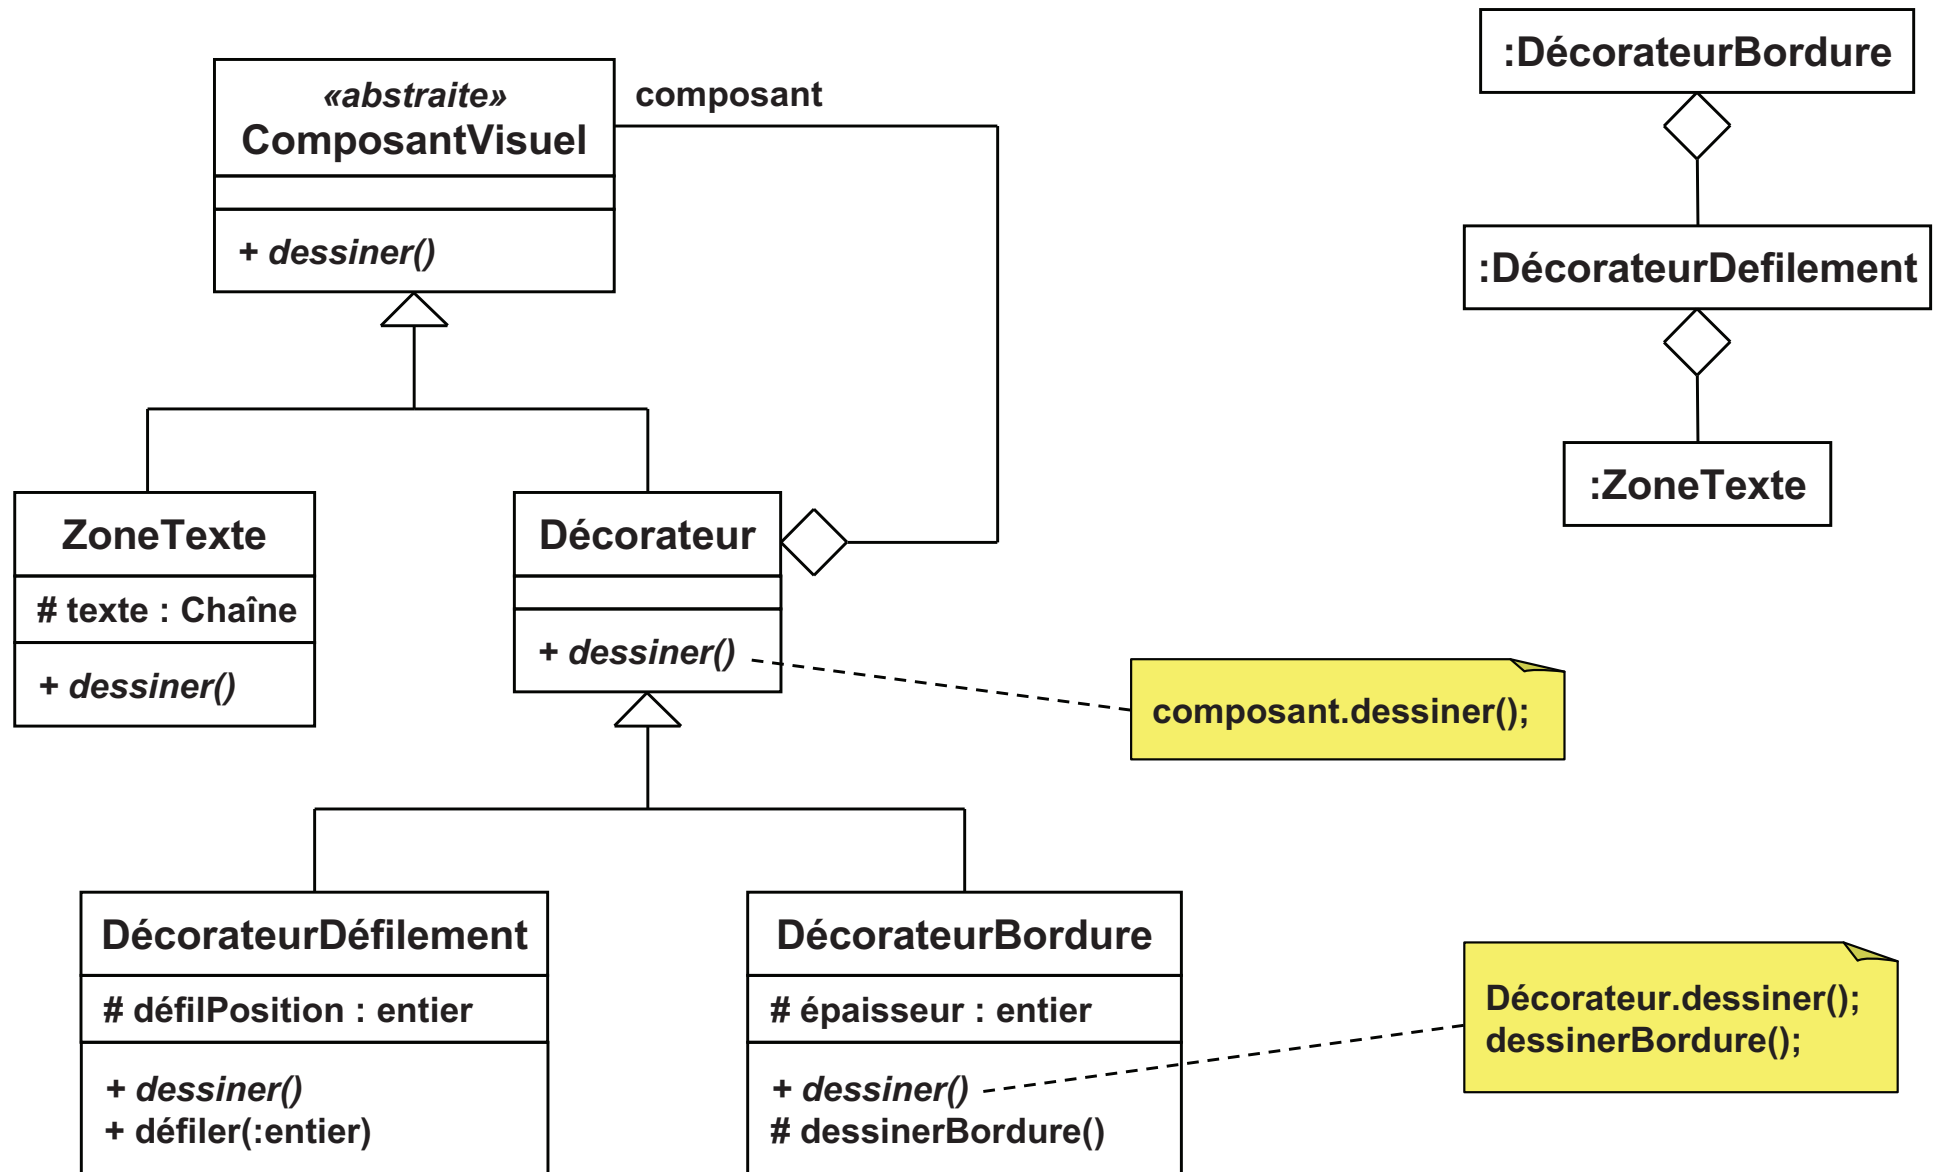 «abstraite»
ComposantVisuel
+ dessiner()
composant
:DécorateurBordure
:DécorateurDefilement
:ZoneTexte
ZoneTexte
# texte : Chaîne
+ dessiner()
Décorateur
+ dessiner()
composant.dessiner();
DécorateurDéfilement
# défilPosition : entier
+ dessiner()
+ défiler(:entier)
DécorateurBordure
# épaisseur : entier
+ dessiner()
# dessinerBordure()
Décorateur.dessiner();
dessinerBordure();